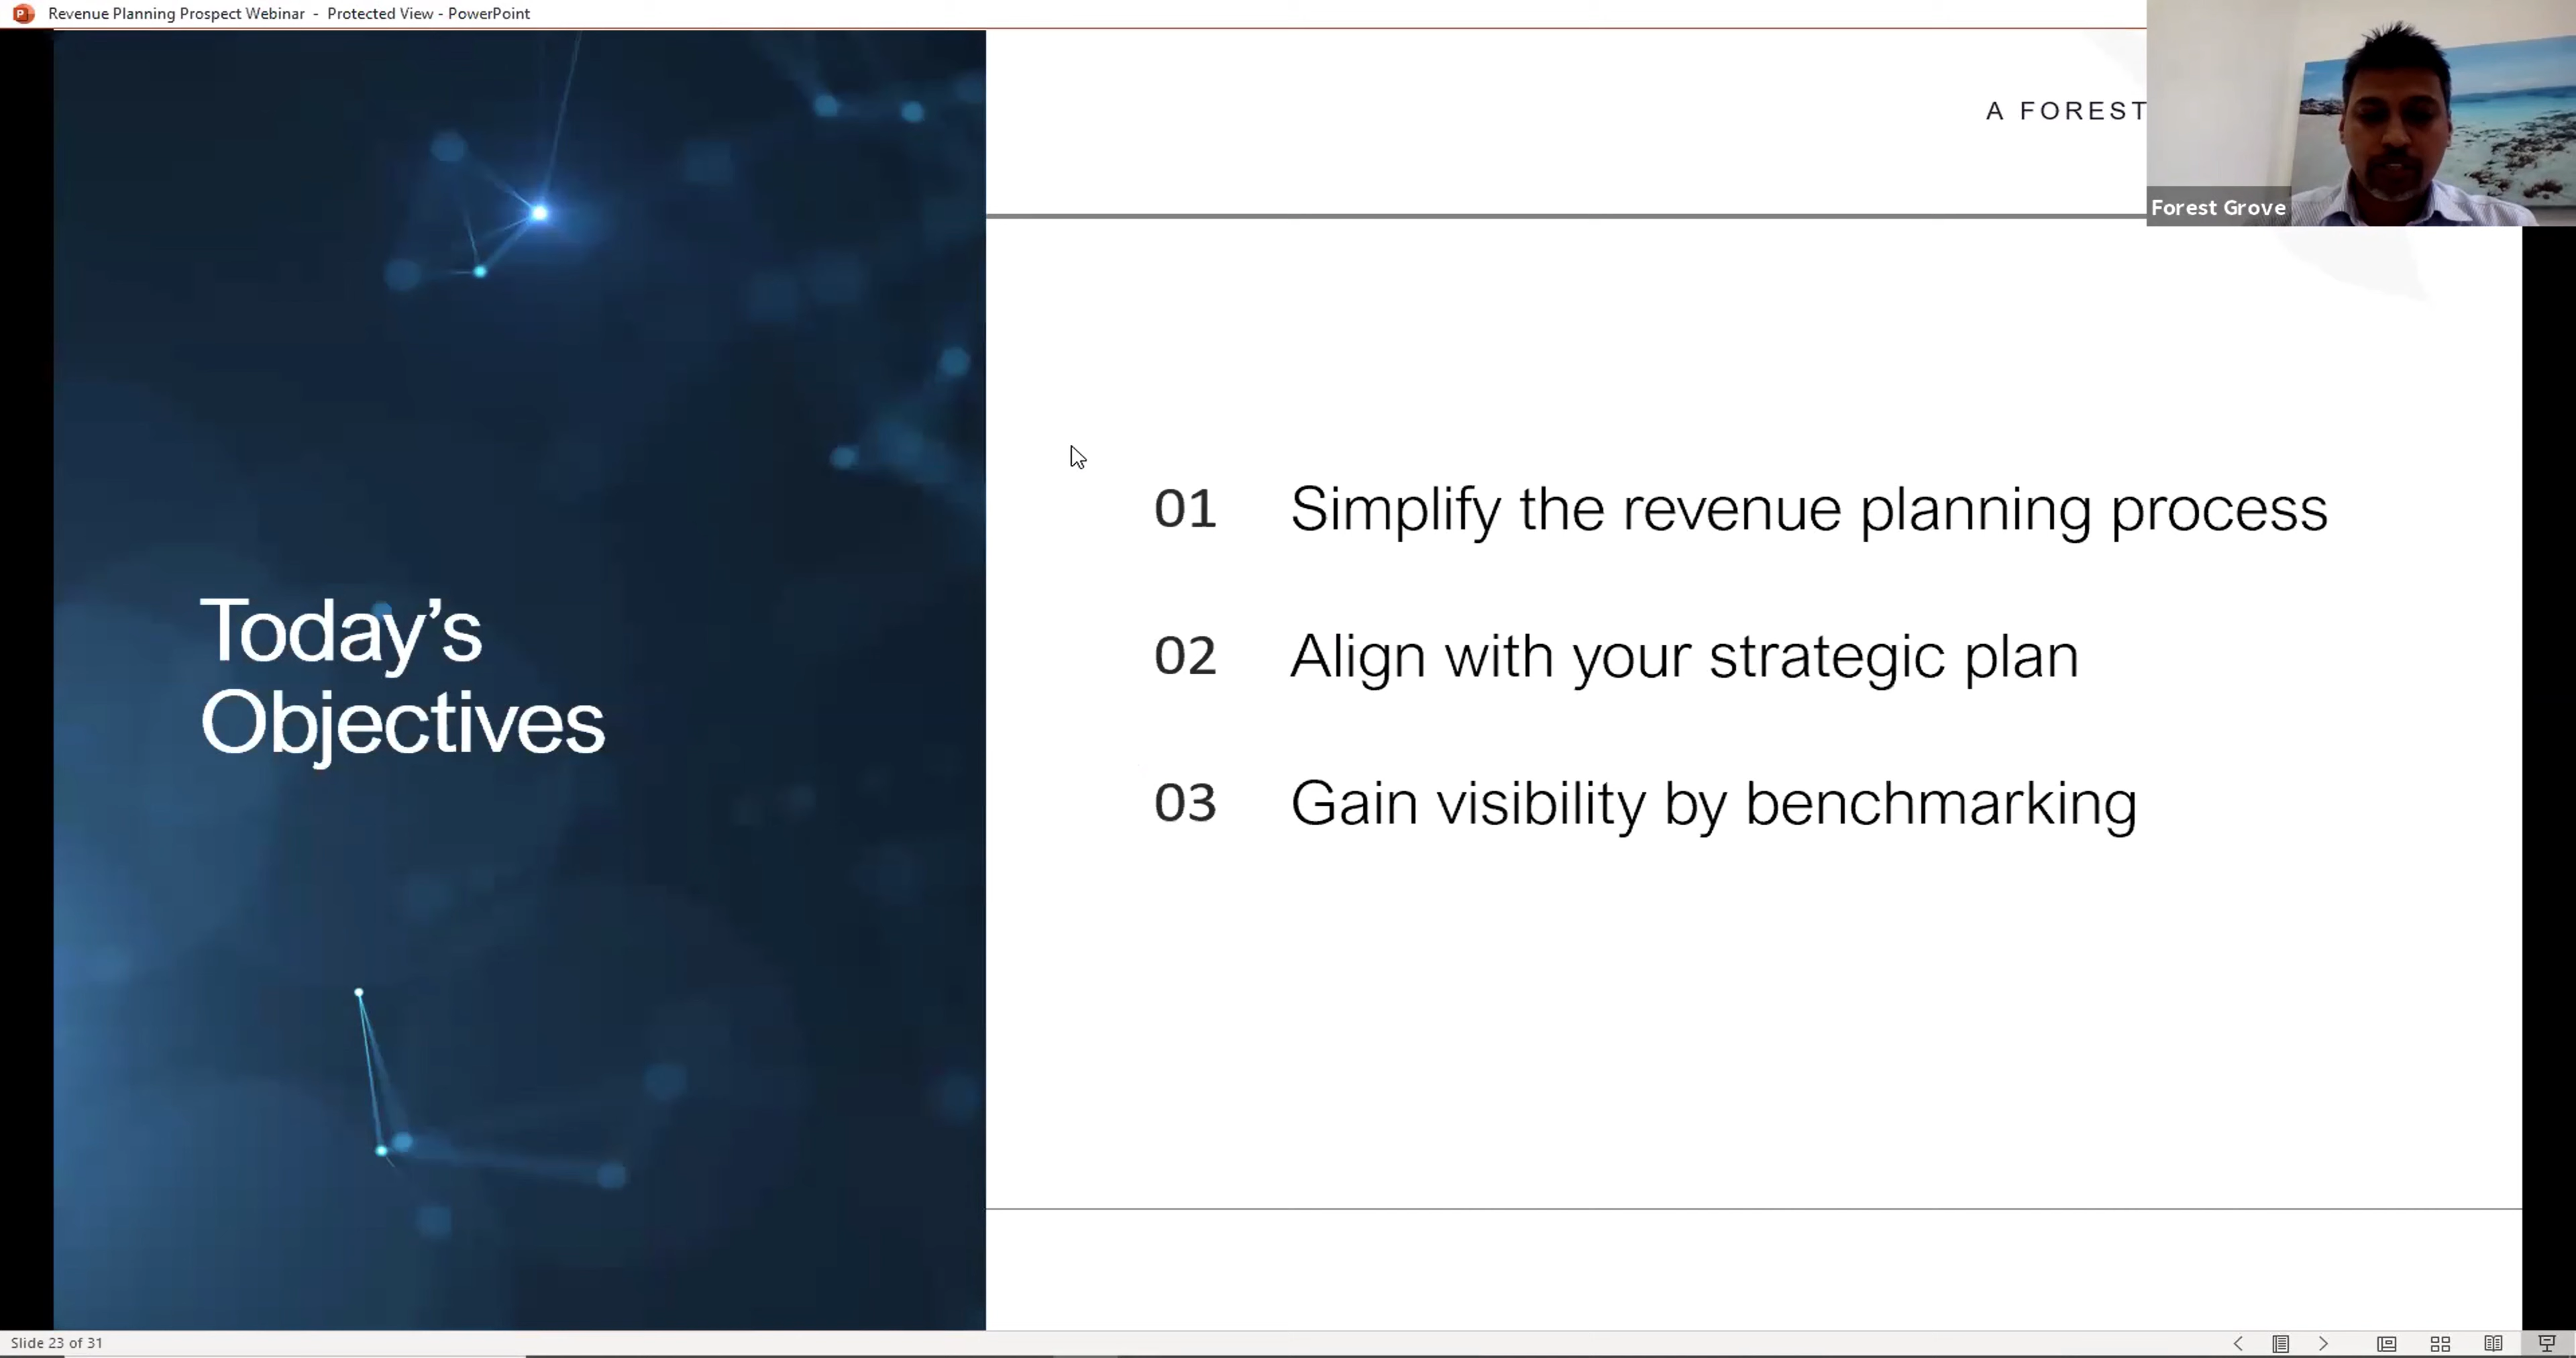 Revenue Planning Prospect Webinar - Protected View - PowerPoint
A FOREST
Forest Grove
Today’s
Objectives
01 Simplify the revenue planning process
02 Align with your strategic plan
03 Gain visibility by benchmarking
Slide 23 of 31